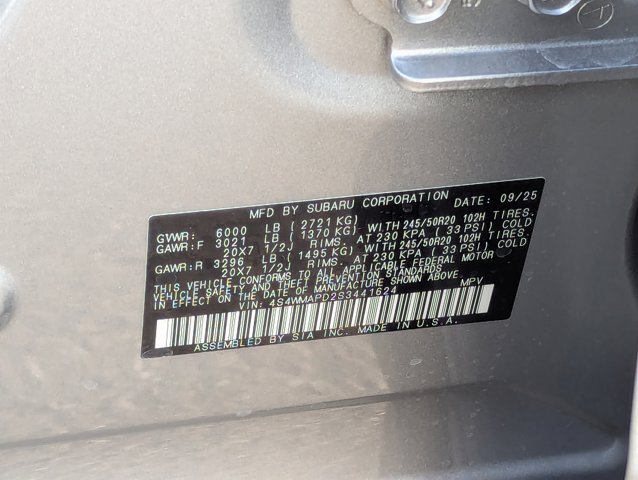 MFD BY SUBARU CORPORATION DATE: 09/25
GVWR: 6000 LB (2721 KG)
GAWR:F 3021 LB (1370 KG) WITH 245/50R20 102H TIRES.
20X7 1/2J RIMS. AT 230 KPA (33 PSI) COLD
GAWR:R 3296 LB (1495 KG) WITH 245/50R20 102H TIRES.
20X7 1/2J RIMS. AT 230 KPA (33 PSI) COLD
THIS VEHICLE CONFORMS TO ALL APPLICABLE FEDERAL MOTOR
VEHICLE SAFETY AND THEFT PREVENTION STANDARDS
IN EFFECT ON THE DATE OF MANUFACTURE SHOWN ABOVE.
VIN: 4S4WMAPD2S3441624 MPV
ASSEMBLED BY SIA INC. MADE IN U.S.A.